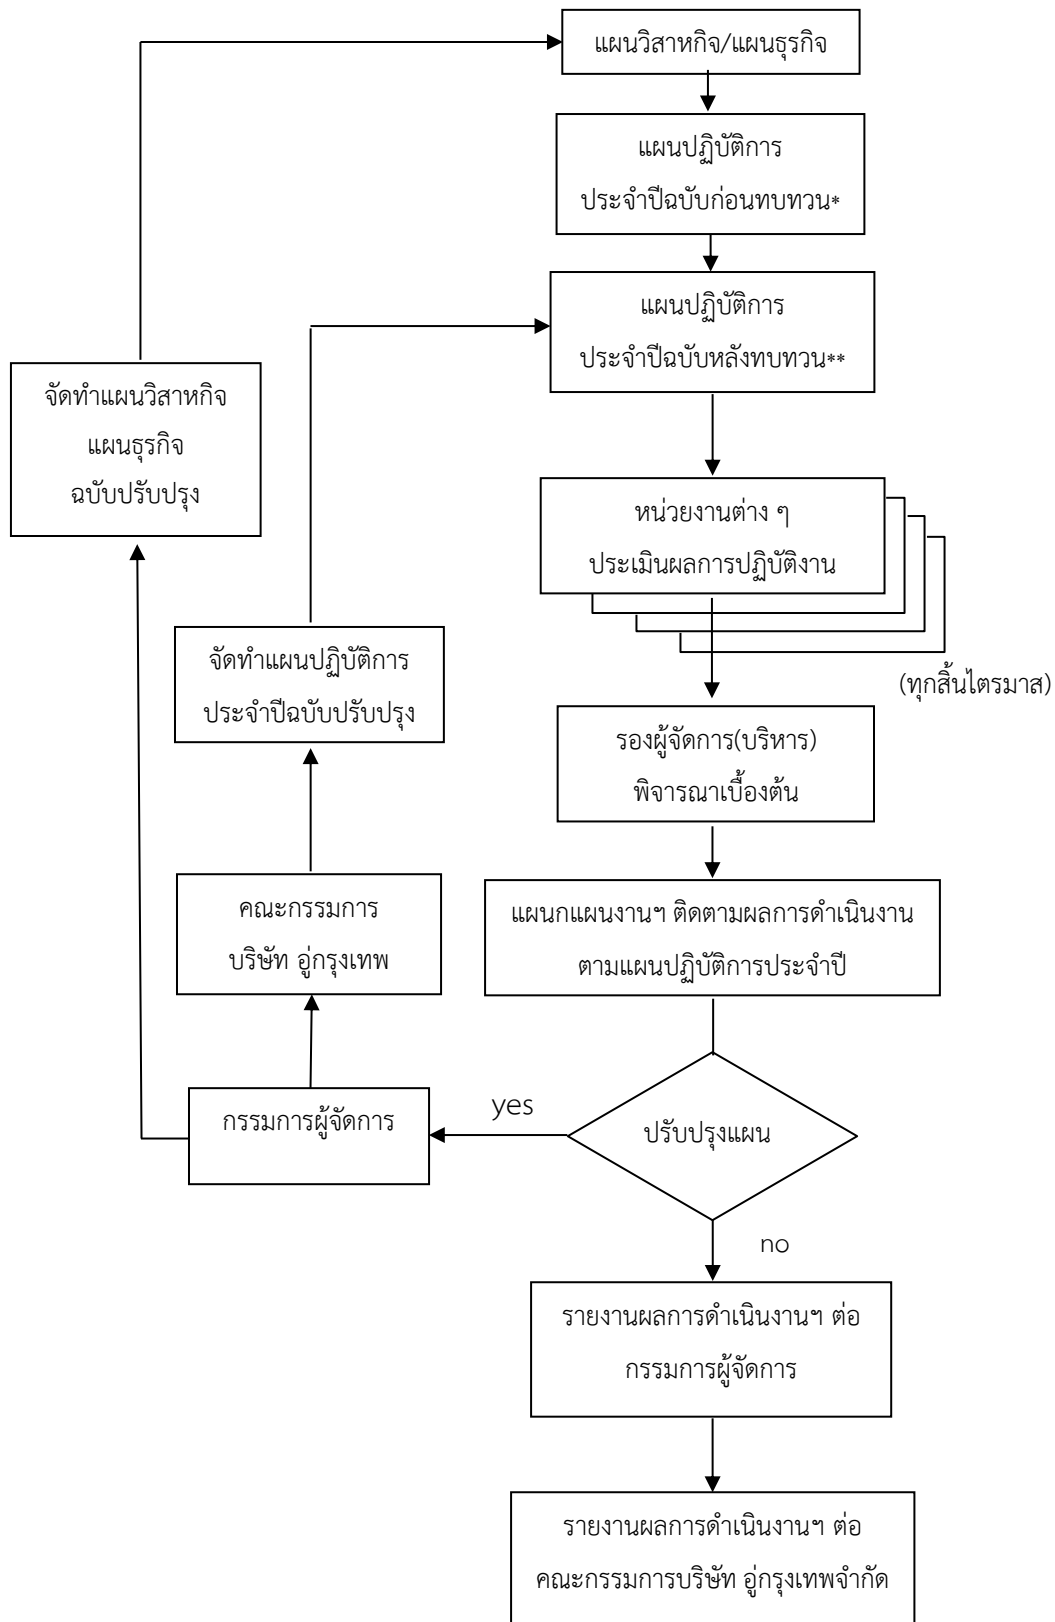 แผนวิสาหกิจ/แผนธุรกิจ
แผนปฏิบัติการ
ประจำปีฉบับก่อนทบทวน*
แผนปฏิบัติการ
ประจำปีฉบับหลังทบทวน**
จัดทำแผนวิสาหกิจ
แผนธุรกิจ
ฉบับปรับปรุง
หน่วยงานต่าง ๆ
ประเมินผลการปฏิบัติงาน
(ทุกสิ้นไตรมาส)
จัดทำแผนปฏิบัติการ
ประจำปีฉบับปรับปรุง
รองผู้จัดการ(บริหาร)
พิจารณาเบื้องต้น
คณะกรรมการ
บริษัท อู่กรุงเทพ
แผนกแผนงานฯ ติดตามผลการดำเนินงาน
ตามแผนปฏิบัติการประจำปี
กรรมการผู้จัดการ
yes
ปรับปรุงแผน
no
รายงานผลการดำเนินงานฯ ต่อ
กรรมการผู้จัดการ
รายงานผลการดำเนินงานฯ ต่อ
คณะกรรมการบริษัท อู่กรุงเทพจำกัด